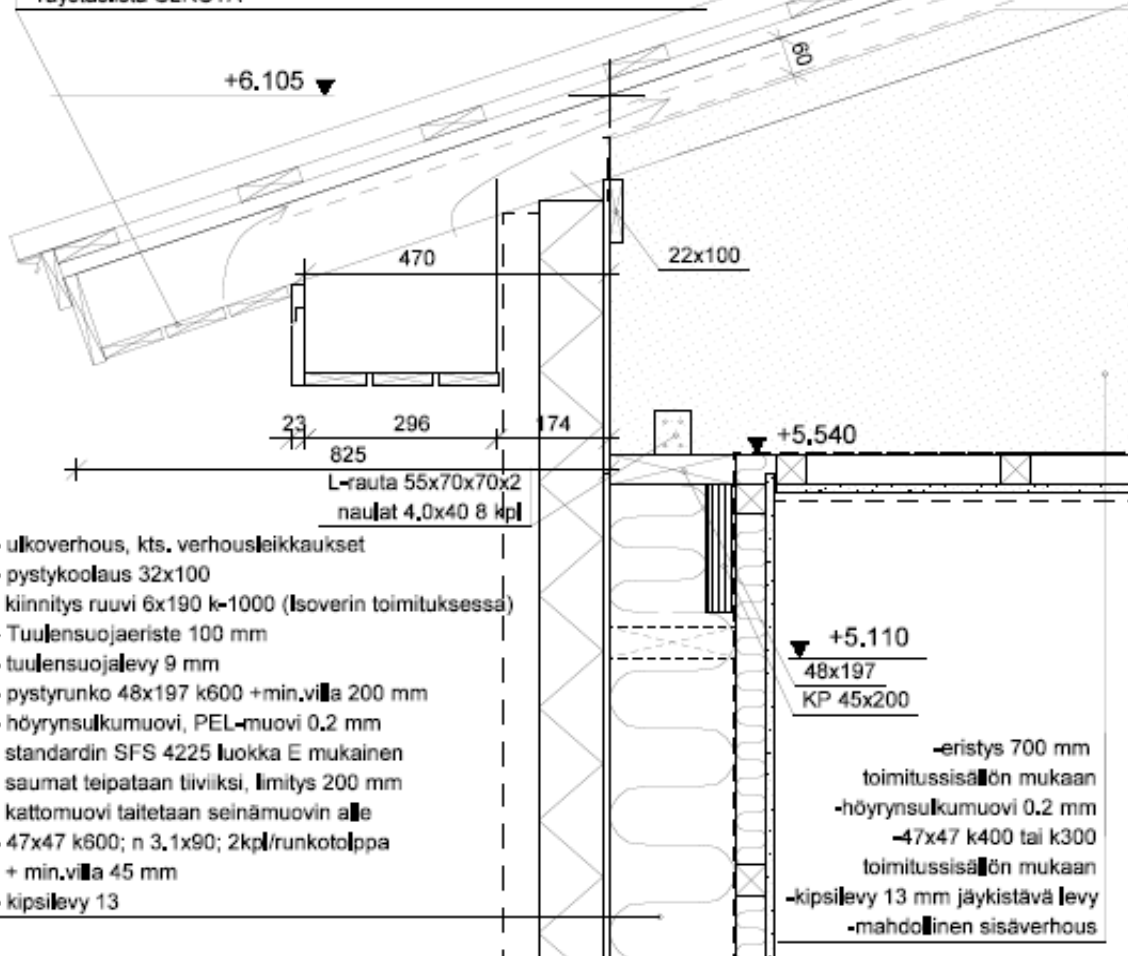 +6.105
60
470
22x100
23
296
174
825
+5.540
L-rauta 55x70x70x2
naulat 4.0x40 8 kpl
- ulkoverhous, kts. verhousleikkaukset
- pystykoolaus 32x100
kiinnitys ruuvi 6x190 k-1000 (Isoverin toimituksessa)
- Tuulensuojaeriste 100 mm
- tuulensuojalevy 9 mm
- pystyrunko 48x197 k600 +min.villa 200 mm
- höyrynsulkumuovi, PEL-muovi 0.2 mm
standardin SFS 4225 luokka E mukainen
saumat teipataan tiiviiksi, limitys 200 mm
kattomuovi taitetaan seinämuovin alle
- 47x47 k600; n 3.1x90; 2kpl/runkotolppa
+ min.villa 45 mm
- kipsilevy 13
+5.110
48x197
KP 45x200
-eristys 700 mm
toimitussisällön mukaan
-höyrynsulkumuovi 0.2 mm
-47x47 k400 tai k300
toimitussisällön mukaan
-kipsilevy 13 mm jäykistävä levy
-mahdollinen sisäverhous